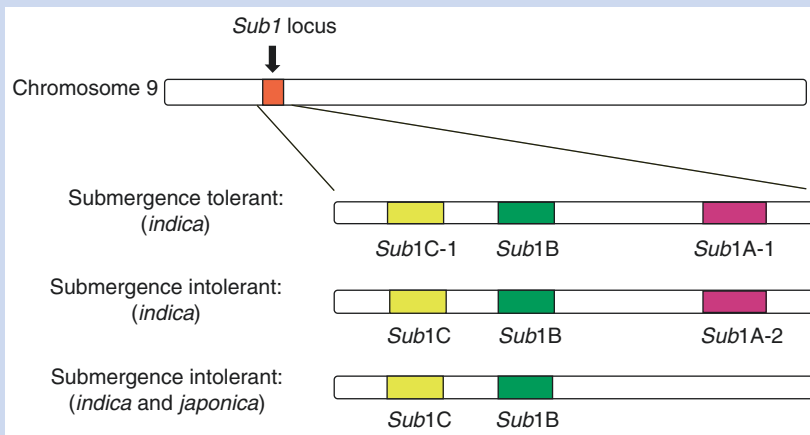 Sub1 locus
Chromosome 9
Submergence tolerant:
(indica)
Sub1C-1 Sub1B Sub1A-1
Submergence intolerant:
(indica)
Sub1C Sub1B Sub1A-2
Submergence intolerant:
(indica and japonica)
Sub1C Sub1B